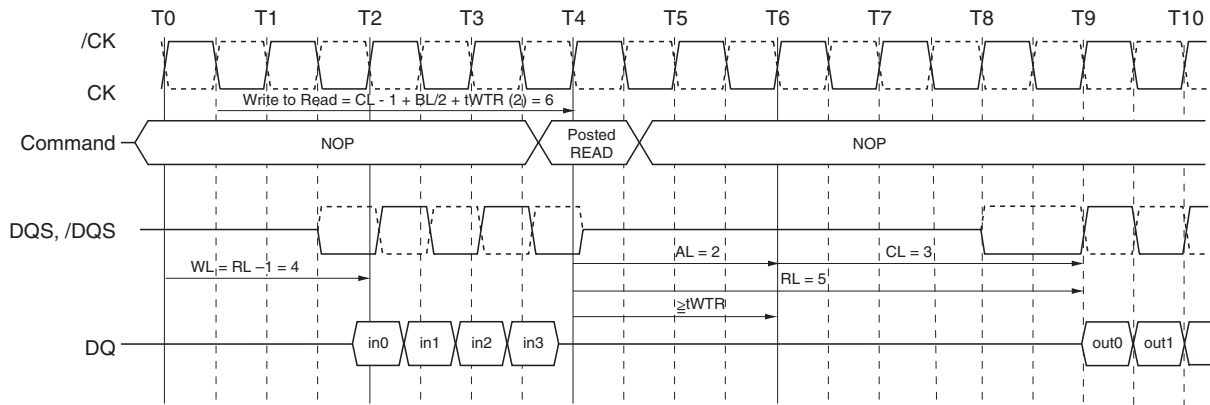 T0 T1 T2 T3 T4 T5 T6 T7 T8 T9 T10
/CK
CK
Write to Read = CL - 1 + BL/2 + tWTR (2) = 6
Command
NOP
Posted
READ
NOP
DQS, /DQS
WL = RL –1 = 4
AL = 2
CL = 3
RL = 5
≧tWTR
DQ
in0 in1 in2 in3
out0 out1